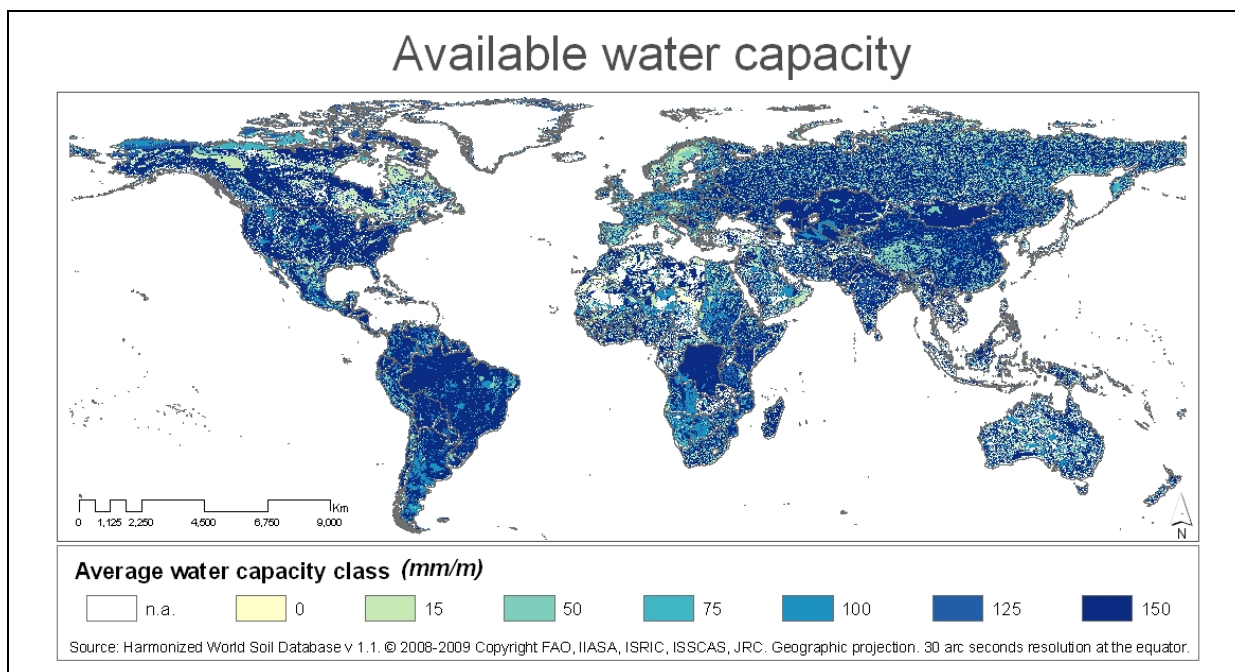 Available water capacity
Km
0 1,125 2,250 4,500 6,750 9,000
N
Average water capacity class (mm/m)
n.a. 0 15 50 75 100 125 150
Source: Harmonized World Soil Database v 1.1. © 2008-2009 Copyright FAO, IIASA, ISRIC, ISSCAS, JRC. Geographic projection. 30 arc seconds resolution at the equator.